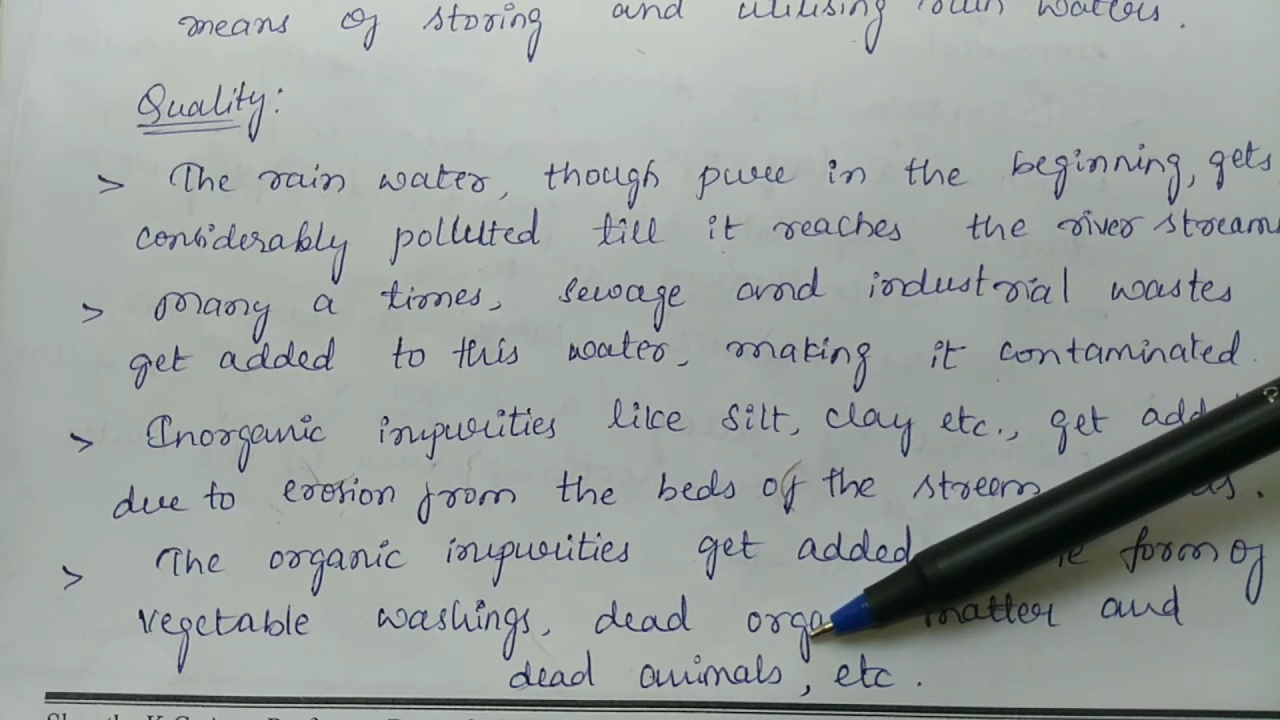 means of storing and utilising rain waters.
Quality:
> The rain water, though pure in the beginning, gets
considerably polluted till it reaches the river stream
> many a times, sewage and industrial wastes
get added to this water, making it contaminated.
> Inorganic impurities like silt, clay etc., get
due to erosion from the beds of the streem
> The organic impurities get added form of
vegetable washings, dead matter and
dead animals, etc.